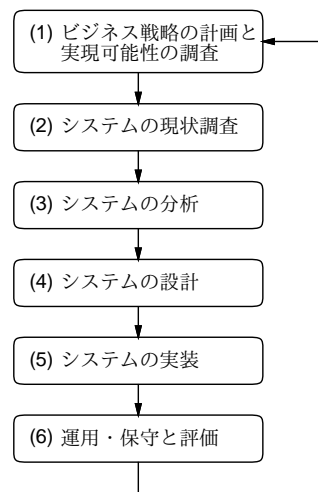 (1) ビジネス戦略の計画と
実現可能性の調査
(2) システムの現状調査
(3) システムの分析
(4) システムの設計
(5) システムの実装
(6) 運用・保守と評価